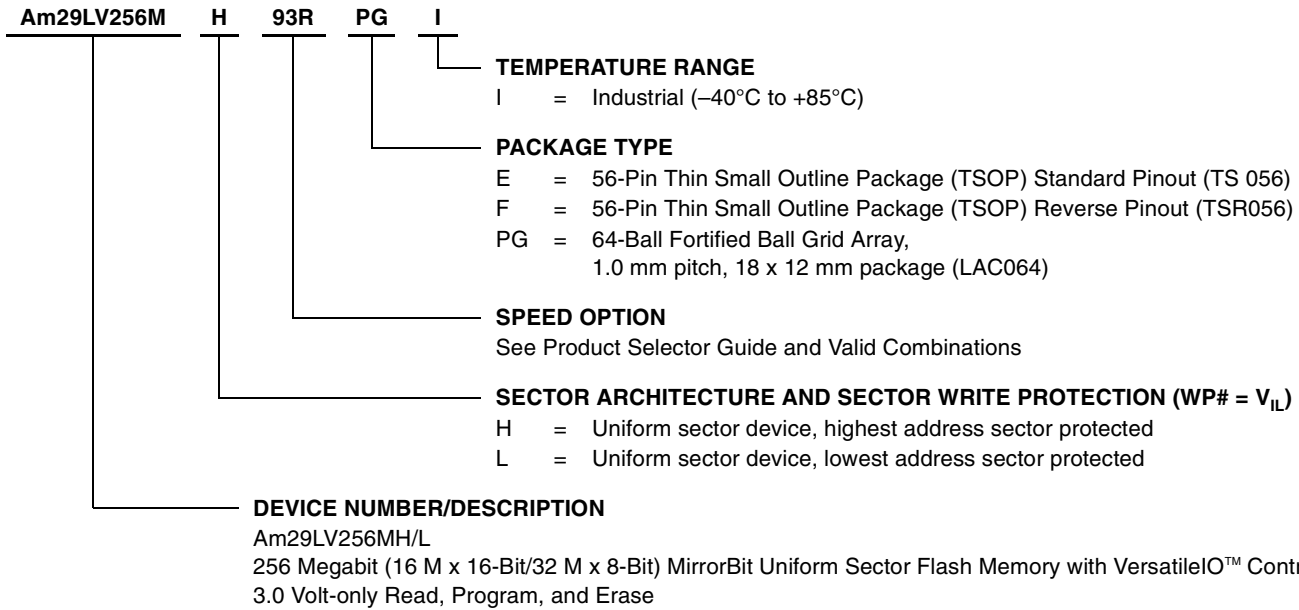 Am29LV256M H 93R PG I
TEMPERATURE RANGE
I = Industrial (–40°C to +85°C)
PACKAGE TYPE
E = 56-Pin Thin Small Outline Package (TSOP) Standard Pinout (TS 056)
F = 56-Pin Thin Small Outline Package (TSOP) Reverse Pinout (TSR056)
PG = 64-Ball Fortified Ball Grid Array,
1.0 mm pitch, 18 x 12 mm package (LAC064)
SPEED OPTION
See Product Selector Guide and Valid Combinations
SECTOR ARCHITECTURE AND SECTOR WRITE PROTECTION (WP# = VIL)
H = Uniform sector device, highest address sector protected
L = Uniform sector device, lowest address sector protected
DEVICE NUMBER/DESCRIPTION
Am29LV256MH/L
256 Megabit (16 M x 16-Bit/32 M x 8-Bit) MirrorBit Uniform Sector Flash Memory with VersatileIO™
3.0 Volt-only Read, Program, and Erase